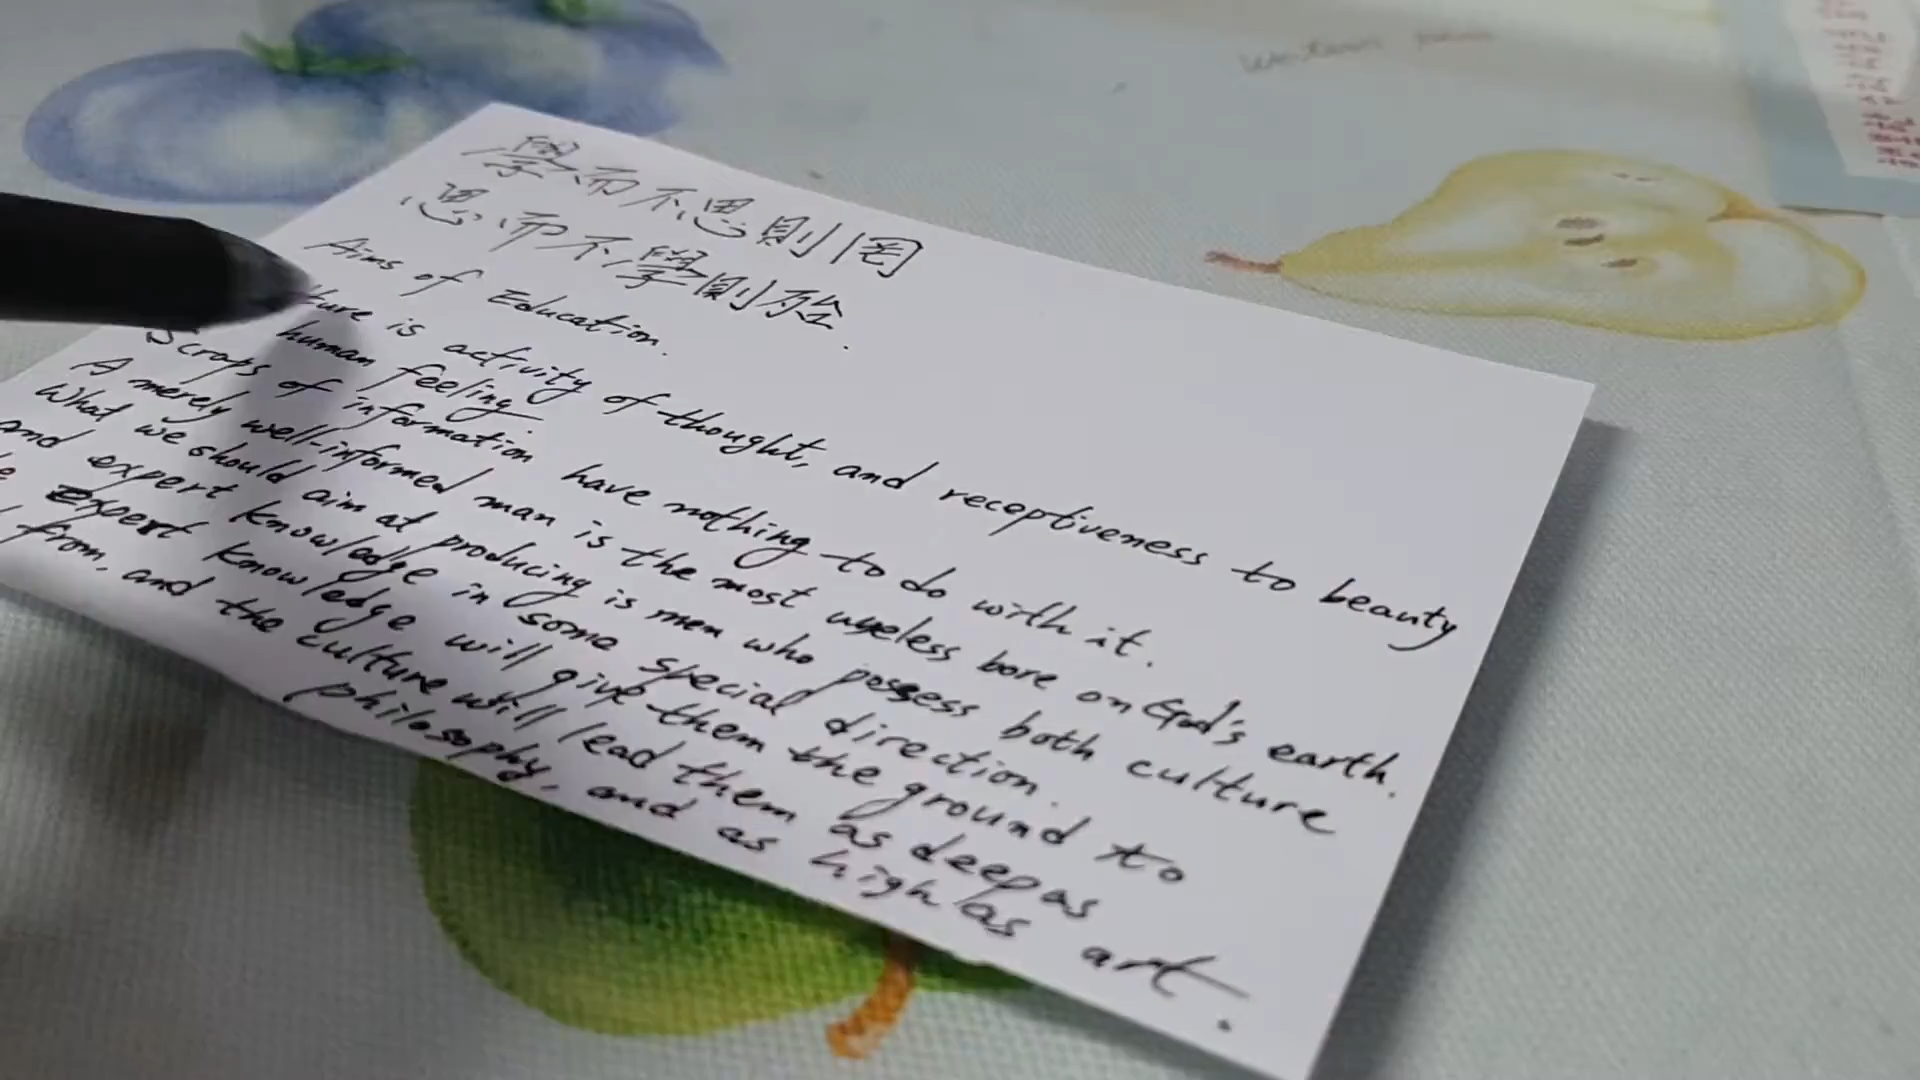 學而不思則罔
思而不學則殆.
Aims of Education.
ture is activity of thought, and receptiveness to beauty
human feeling
Scraps of information have nothing to do with it.
A merely well-informed man is the most useless bore on God's earth.
What we should aim at producing is men who possess both culture
and expert knowledge in some special direction.
Expert knowledge will give them the ground to
from, and the culture will lead them as deep as
philosophy, and as high as art.